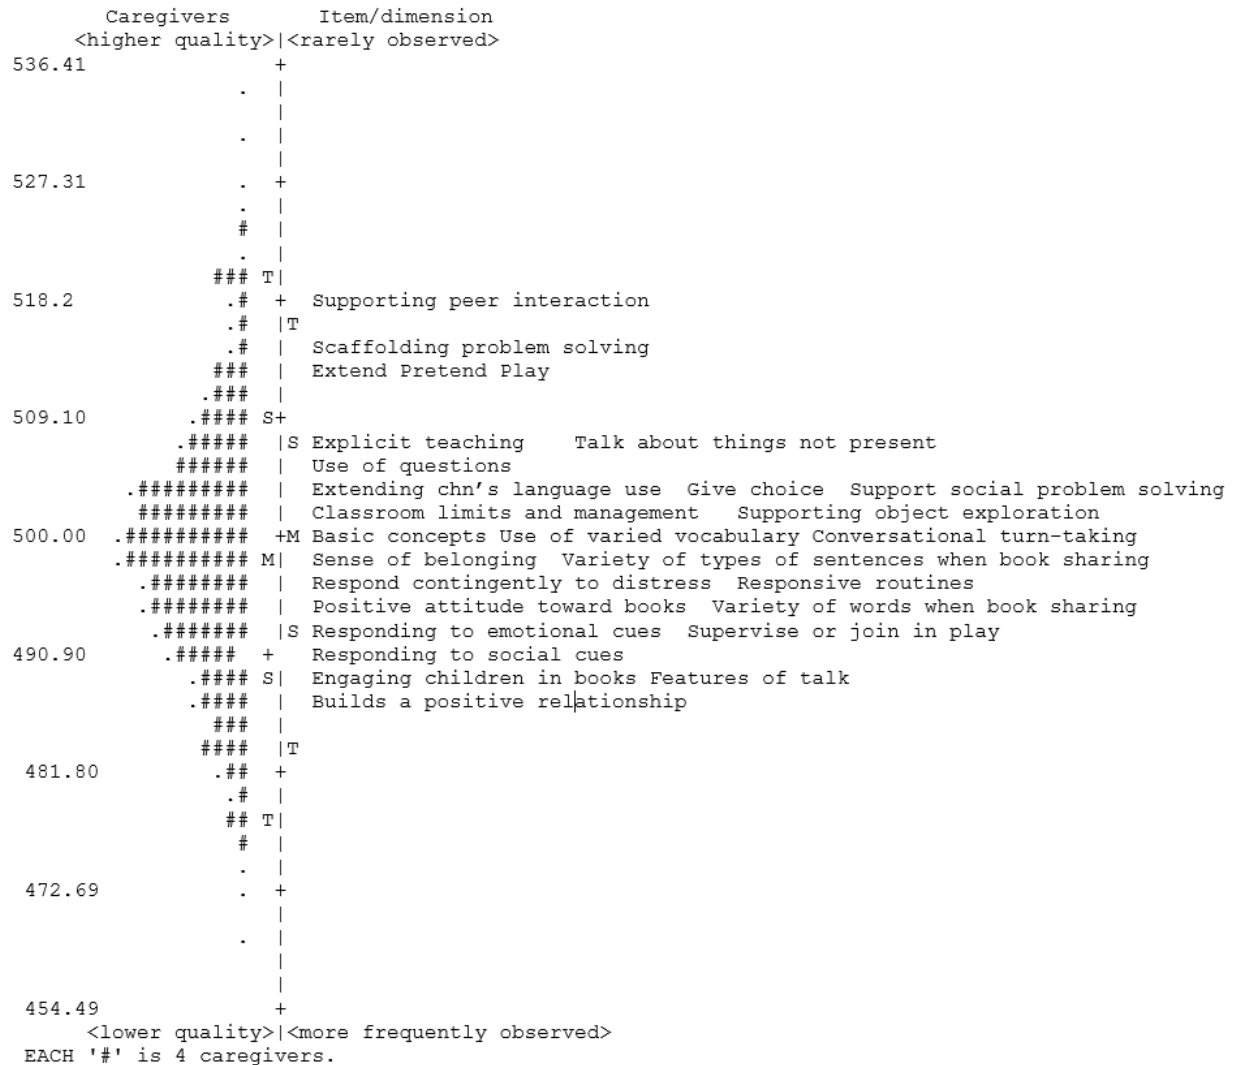 Caregivers Item/dimension
<higher quality>|<rarely observed>
536.41 +
. |
|
. |
|
527.31 . +
. |
# |
. |
### T|
518.2 .# + Supporting peer interaction
.# |T
.# | Scaffolding problem solving
### | Extend Pretend Play
.### |
509.10 .#### S+
.##### |S Explicit teaching Talk about things not present
###### | Use of questions
.######### | Extending chn’s language use Give choice Support social problem solving
######### | Classroom limits and management Supporting object exploration
500.00 .########## +M Basic concepts Use of varied vocabulary Conversational turn-taking
.########## M| Sense of belonging Variety of types of sentences when book sharing
.######## | Respond contingently to distress Responsive routines
.######## | Positive attitude toward books Variety of words when book sharing
.####### |S Responding to emotional cues Supervise or join in play
490.90 .##### + Responding to social cues
.#### S| Engaging children in books Features of talk
.#### | Builds a positive relationship
### |
#### |T
481.80 .## +
.# |
## T|
# |
. |
472.69 . +
|
. |
|
|
454.49 +
<lower quality>|<more frequently observed>
EACH '#' is 4 caregivers.